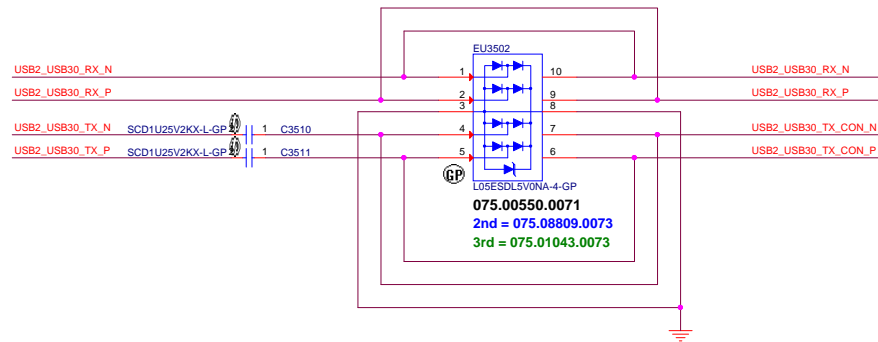 EU3502
USB2_USB30_RX_N 1 10 USB2_USB30_RX_N
USB2_USB30_RX_P 2 9 USB2_USB30_RX_P
3 8
USB2_USB30_TX_N SCD1U25V2KX-L-GP 1 C3510 4 7 USB2_USB30_TX_CON_N
USB2_USB30_TX_P SCD1U25V2KX-L-GP 1 C3511 5 6 USB2_USB30_TX_CON_P
GP
L05ESDL5V0NA-4-GP
075.00550.0071
2nd = 075.08809.0073
3rd = 075.01043.0073